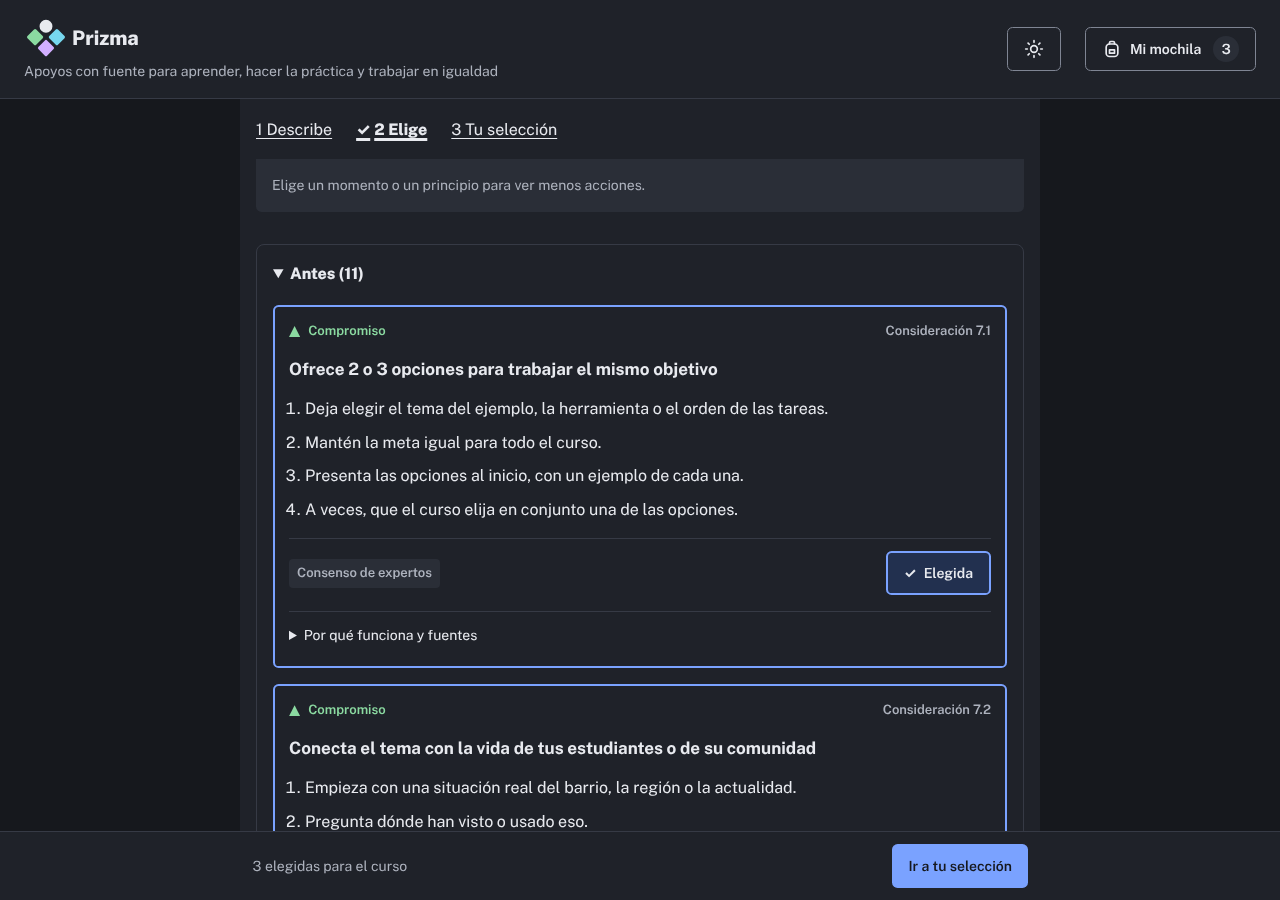 Prizma
Apoyos con fuente para aprender, hacer la práctica y trabajar en igualdad
Mi mochila 3
1 Describe
✓ 2 Elige
3 Tu selección
Elige un momento o un principio para ver menos acciones.
▼ Antes (11)
▲ Compromiso
Consideración 7.1
Ofrece 2 o 3 opciones para trabajar el mismo objetivo
1. Deja elegir el tema del ejemplo, la herramienta o el orden de las tareas.
2. Mantén la meta igual para todo el curso.
3. Presenta las opciones al inicio, con un ejemplo de cada una.
4. A veces, que el curso elija en conjunto una de las opciones.
Consenso de expertos
✓ Elegida
▶ Por qué funciona y fuentes
▲ Compromiso
Consideración 7.2
Conecta el tema con la vida de tus estudiantes o de su comunidad
1. Empieza con una situación real del barrio, la región o la actualidad.
2. Pregunta dónde han visto o usado eso.
3 elegidas para el curso
Ir a tu selección